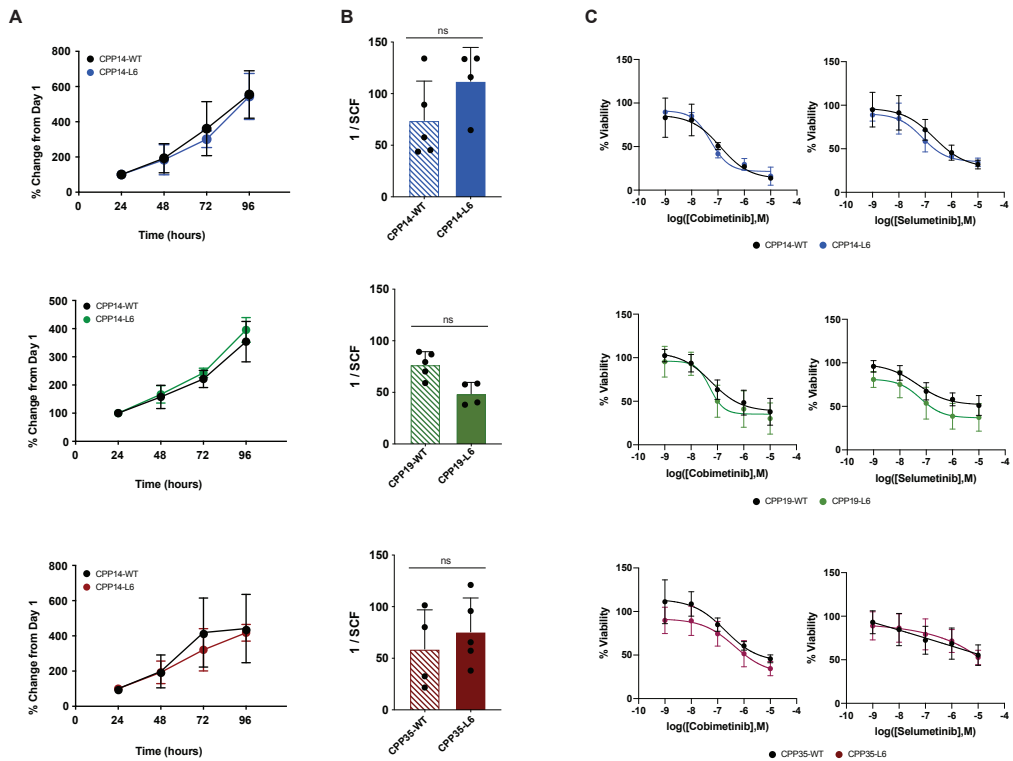 A
B
C
CPP14-WT
CPP14-L6
% Change from Day 1
800
600
400
200
0
0
24
48
72
96
Time (hours)
ns
1 / SCF
150
100
50
0
CPP14-WT
CPP14-L6
% Viability
150
100
50
0
-10
-9
-8
-7
-6
-5
-4
log([Cobimetinib],M)
% Viability
150
100
50
0
-10
-9
-8
-7
-6
-5
-4
log([Selumetinib],M)
CPP14-WT
CPP14-L6
CPP14-WT
CPP14-L6
% Change from Day 1
500
400
300
200
100
0
0
24
48
72
96
Time (hours)
ns
1 / SCF
150
100
50
0
CPP19-WT
CPP19-L6
% Viability
150
100
50
0
-10
-9
-8
-7
-6
-5
-4
log([Cobimetinib],M)
% Viability
150
100
50
0
-10
-9
-8
-7
-6
-5
-4
log([Selumetinib],M)
CPP19-WT
CPP19-L6
CPP14-WT
CPP14-L6
% Change from Day 1
800
600
400
200
0
0
24
48
72
96
Time (hours)
ns
1 / SCF
150
100
50
0
CPP35-WT
CPP35-L6
% Viability
150
100
50
0
-10
-9
-8
-7
-6
-5
-4
log([Cobimetinib],M)
% Viability
150
100
50
0
-10
-9
-8
-7
-6
-5
-4
log([Selumetinib],M)
CPP35-WT
CPP35-L6